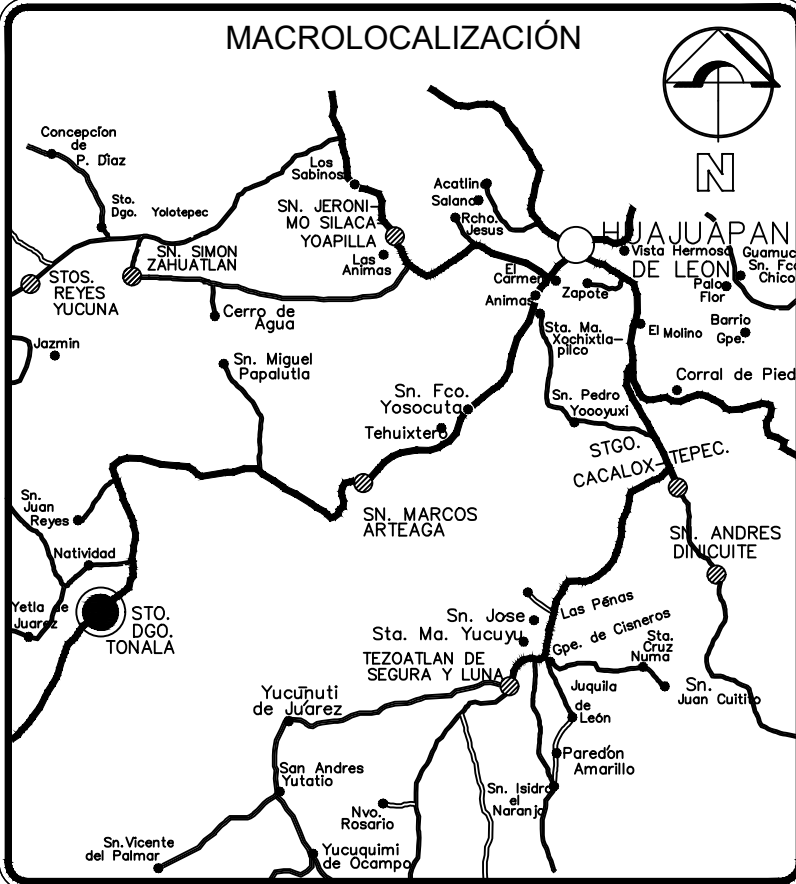 MACROLOCALIZACIÓN
N
Concepcíon
de
P. Dïaz
Los
Sabinos
Sto.
Dgo.
Yolotepec
SN. JERONI-
MO SILACA-
YOAPILLA
Acatlin
Salana
Rcho.
Jesus
HUAJUAPAN
DE LEON
Vista Hermosa
Guamuc
Sn. Fco
Chico
Palo
Flor
SN. SIMON
ZAHUATLAN
Las
Animas
STOS.
REYES
YUCUNA
El
Carmen
Animas
Zapote
Cerro de
Agua
Sta. Ma.
Xochixtla-
pilco
El Molino
Barrio
Gpe.
Jazmin
Sn. Miguel
Papalutla
Corral de Pied
Sn. Fco.
Yosocuta
Tehuixtero
Sn. Pedro
Yoooyuxi
STGO.
CACALOX-TEPEC.
Sn.
Juan
Reyes
SN. MARCOS
ARTEAGA
SN. ANDRES
DINICUITE
Natividad
Yetla de
Juarez
STO.
DGO.
TONALA
Las Pēnas
Sn. Jose
Sta. Ma. Yucuyu
Gpe. de Cisneros
Sta.
Cruz
Numa
TEZOATLAN DE
SEGURA Y LUNA
Sn.
Juan Cuitito
Yucūnuti
de Juárez
Juquila
de
León
Paredón
Amarillo
San Andres
Yutatio
Sn. Isidro
el
Naranjo
Nvo.
Rosario
Sn.Vicente
del Palmar
Yucuquimi
de Ocampo